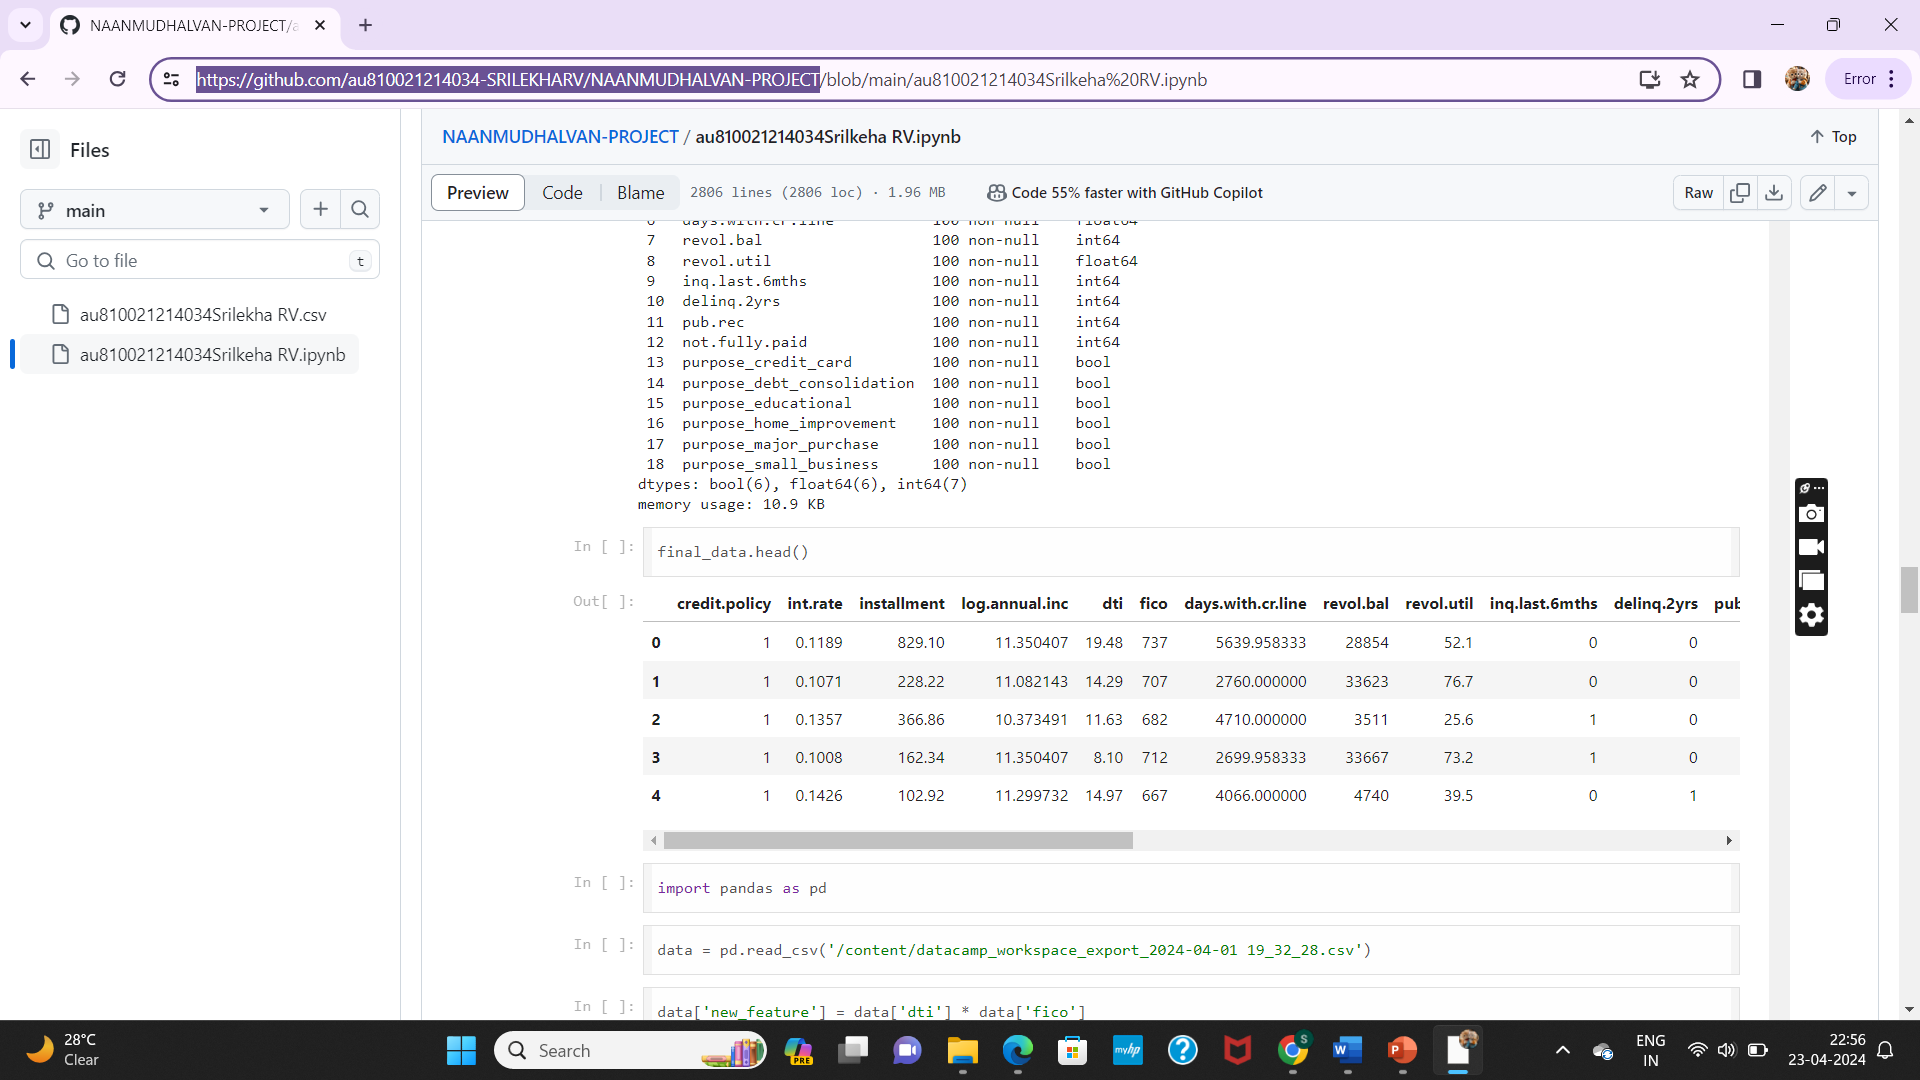 NAANMUDHALVAN-PROJECT/a
https://github.com/au810021214034-SRILEKHARV/NAANMUDHALVAN-PROJECT/blob/main/au810021214034Srilkeha%20RV.ipynb
Error
Files
NAANMUDHALVAN-PROJECT / au810021214034Srilkeha RV.ipynb
Top
main
Preview Code Blame 2806 lines (2806 loc) · 1.96 MB Code 55% faster with GitHub Copilot Raw
Go to file t
au810021214034Srilekha RV.csv
au810021214034Srilkeha RV.ipynb
6 days.with.cr.line 100 non-null float64
7 revol.bal 100 non-null int64
8 revol.util 100 non-null float64
9 inq.last.6mths 100 non-null int64
10 delinq.2yrs 100 non-null int64
11 pub.rec 100 non-null int64
12 not.fully.paid 100 non-null int64
13 purpose_credit_card 100 non-null bool
14 purpose_debt_consolidation 100 non-null bool
15 purpose_educational 100 non-null bool
16 purpose_home_improvement 100 non-null bool
17 purpose_major_purchase 100 non-null bool
18 purpose_small_business 100 non-null bool
dtypes: bool(6), float64(6), int64(7)
memory usage: 10.9 KB
In [ ]: final_data.head()
Out[ ]:
credit.policy int.rate installment log.annual.inc dti fico days.with.cr.line revol.bal revol.util inq.last.6mths delinq.2yrs pub
0 1 0.1189 829.10 11.350407 19.48 737 5639.958333 28854 52.1 0 0
1 1 0.1071 228.22 11.082143 14.29 707 2760.000000 33623 76.7 0 0
2 1 0.1357 366.86 10.373491 11.63 682 4710.000000 3511 25.6 1 0
3 1 0.1008 162.34 11.350407 8.10 712 2699.958333 33667 73.2 1 0
4 1 0.1426 102.92 11.299732 14.97 667 4066.000000 4740 39.5 0 1
In [ ]: import pandas as pd
In [ ]: data = pd.read_csv('/content/datacamp_workspace_export_2024-04-01 19_32_28.csv')
In [ ]: data['new_feature'] = data['dti'] * data['fico']
28°C
Clear
Search
PRE
myhp
S
W
P
ENG
IN
22:56
23-04-2024